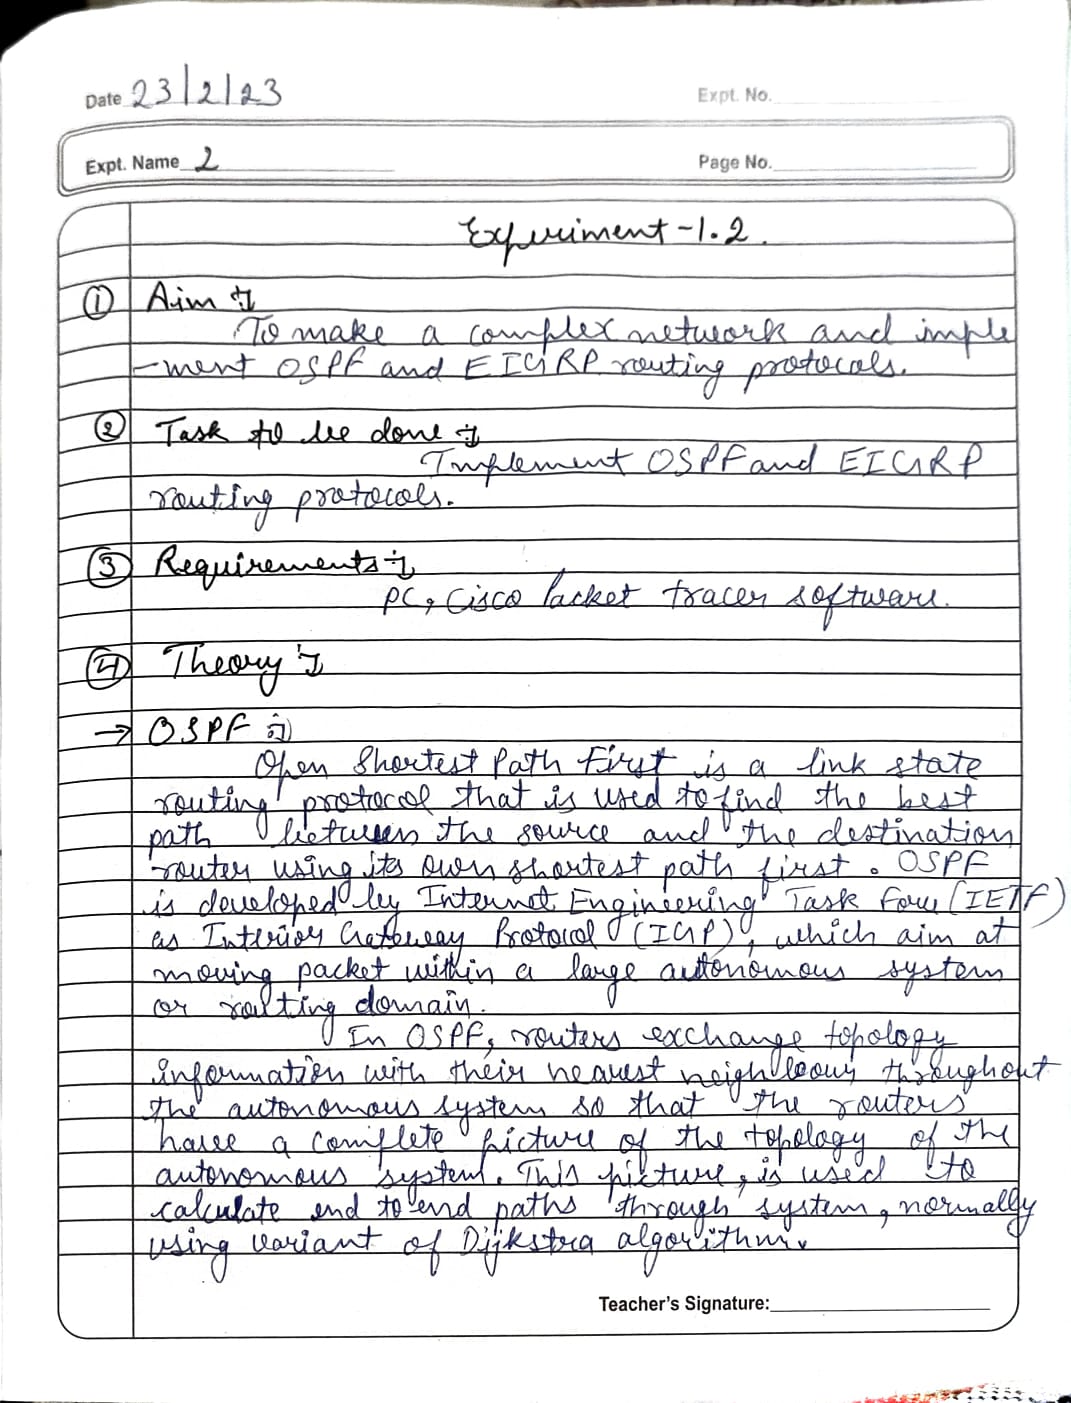 Date 23/2/23
Expt. No.
Expt. Name 2
Page No.
Experiment-1.2.
① Aim :-
To make a complex network and imple
-ment OSPF and EIGRP routing protocols.
② Task to be done :-
Implement OSPF and EIGRP
routing protocols.
③ Requirements :-
PC, Cisco Packet tracer software.
④ Theory :-
→ OSPF :-
Open Shortest Path First is a link state
routing protocol that is used to find the best
path between the source and the destination
router using its own shortest path first. OSPF
is developed by Internet Engineering Task Force (IETF)
as Interior Gateway Protocol (IGP), which aim at
moving packet within a large autonomous system
or routing domain.
In OSPF, routers exchange topology
information with their nearest neighbours throughout
the autonomous system so that the routers
have a complete picture of the topology of the
autonomous system. This picture, is used to
calculate end to end paths through system, normally
using variant of Dijkstra algorithm.
Teacher's Signature: